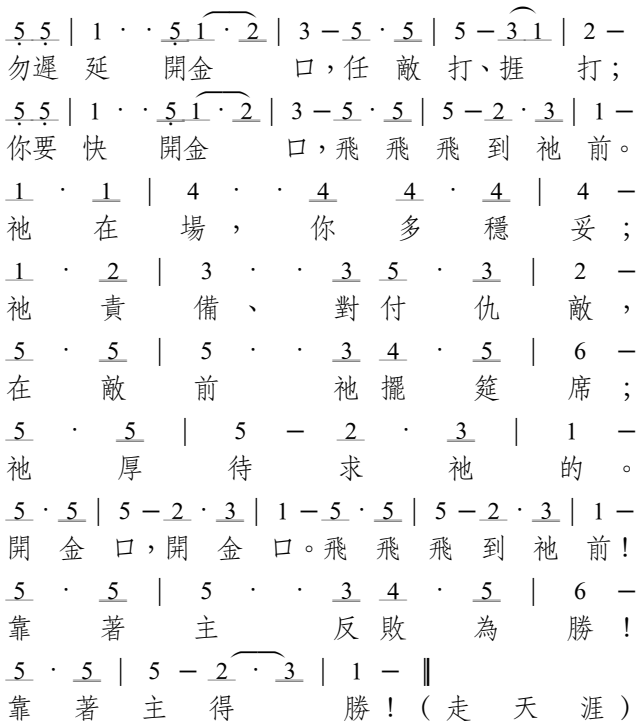 5 5 | 1 · · 5 1 · 2 | 3 – 5 · 5 | 5 – 3 1 | 2 –
勿遲 延 開金 口，任 敵 打、捱 打；
5 5 | 1 · · 5 1 · 2 | 3 – 5 · 5 | 5 – 2 · 3 | 1 –
你要 快 開金 口，飛 飛 飛 到 祂 前。
1 · 1 | 4 · · 4 4 · 4 | 4 –
祂 在 場， 你 多 穩 妥；
1 · 2 | 3 · · 3 5 · 3 | 2 –
祂 責 備、 對 付 仇 敵，
5 · 5 | 5 · · 3 4 · 5 | 6 –
在 敵 前 祂 擺 筵 席；
5 · 5 | 5 – 2 · 3 | 1 –
祂 厚 待 求 祂 的。
5 · 5 | 5 – 2 · 3 | 1 – 5 · 5 | 5 – 2 · 3 | 1 –
開 金 口，開 金 口。飛 飛 飛 到 祂 前！
5 · 5 | 5 · · 3 4 · 5 | 6 –
靠 著 主 反 敗 為 勝！
5 · 5 | 5 – 2 · 3 | 1 – ‖
靠 著 主 得 勝！（走 天 涯）